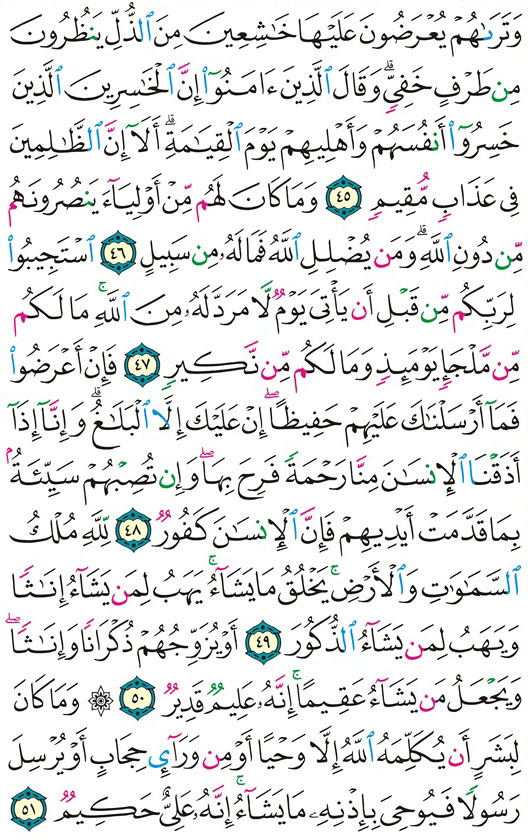 وَتَرَىٰهُمْ يُعْرَضُونَ عَلَيْهَا خَٰشِعِينَ مِنَ ٱلذُّلِّ يَنظُرُونَ
مِن طَرْفٍ خَفِىٍّ ۗ وَقَالَ ٱلَّذِينَ ءَامَنُوٓا۟ إِنَّ ٱلْخَٰسِرِينَ ٱلَّذِينَ
خَسِرُوٓا۟ أَنفُسَهُمْ وَأَهْلِيهِمْ يَوْمَ ٱلْقِيَٰمَةِ ۗ أَلَآ إِنَّ ٱلظَّٰلِمِينَ
فِى عَذَابٍ مُّقِيمٍ ٤٥ وَمَا كَانَ لَهُم مِّنْ أَوْلِيَآءَ يَنصُرُونَهُم
مِّن دُونِ ٱللَّهِ ۗ وَمَن يُضْلِلِ ٱللَّهُ فَمَا لَهُۥ مِن سَبِيلٍ ٤٦ ٱسْتَجِيبُوا۟
لِرَبِّكُم مِّن قَبْلِ أَن يَأْتِىَ يَوْمٌ لَّا مَرَدَّ لَهُۥ مِنَ ٱللَّهِ ۚ مَا لَكُم
مِّن مَّلْجَإٍ يَوْمَئِذٍ وَمَا لَكُم مِّن نَّكِيرٍ ٤٧ فَإِنْ أَعْرَضُوا۟
فَمَآ أَرْسَلْنَٰكَ عَلَيْهِمْ حَفِيظًا ۖ إِنْ عَلَيْكَ إِلَّا ٱلْبَلَٰغُ ۗ وَإِنَّآ إِذَآ
أَذَقْنَا ٱلْإِنسَٰنَ مِنَّا رَحْمَةً فَرِحَ بِهَا ۖ وَإِن تُصِبْهُمْ سَيِّئَةٌۢ
بِمَا قَدَّمَتْ أَيْدِيهِمْ فَإِنَّ ٱلْإِنسَٰنَ كَفُورٌ ٤٨ لِّلَّهِ مُلْكُ
ٱلسَّمَٰوَٰتِ وَٱلْأَرْضِ ۚ يَخْلُقُ مَا يَشَآءُ ۚ يَهَبُ لِمَن يَشَآءُ إِنَٰثًا
وَيَهَبُ لِمَن يَشَآءُ ٱلذُّكُورَ ٤٩ أَوْ يُزَوِّجُهُمْ ذُكْرَانًا وَإِنَٰثًا ۖ
وَيَجْعَلُ مَن يَشَآءُ عَقِيمًا ۚ إِنَّهُۥ عَلِيمٌ قَدِيرٌ ٥٠ ۞ وَمَا كَانَ
لِبَشَرٍ أَن يُكَلِّمَهُ ٱللَّهُ إِلَّا وَحْيًا أَوْ مِن وَرَآئِ حِجَابٍ أَوْ يُرْسِلَ
رَسُولًا فَيُوحِىَ بِإِذْنِهِۦ مَا يَشَآءُ ۚ إِنَّهُۥ عَلِىٌّ حَكِيمٌ ٥١